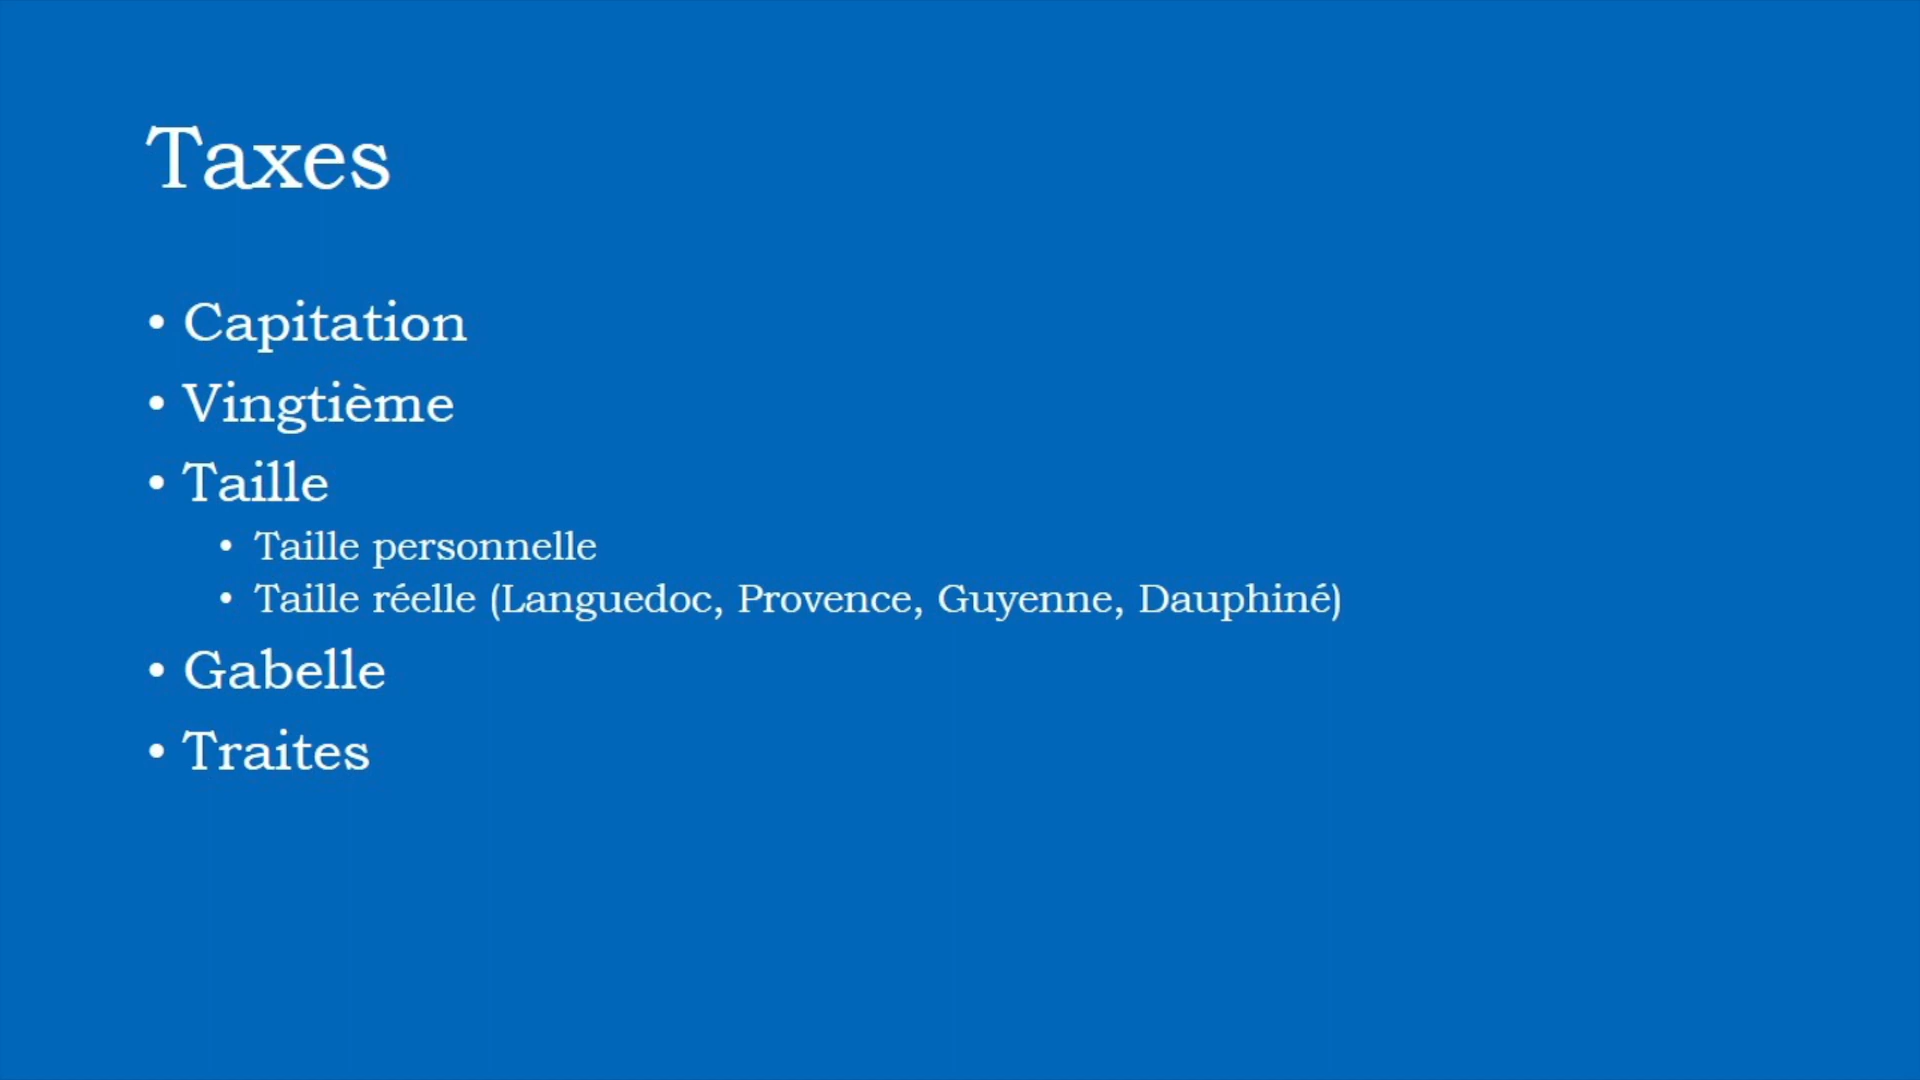 Taxes
• Capitation
• Vingtième
• Taille
• Taille personnelle
• Taille réelle (Languedoc, Provence, Guyenne, Dauphiné)
• Gabelle
• Traites